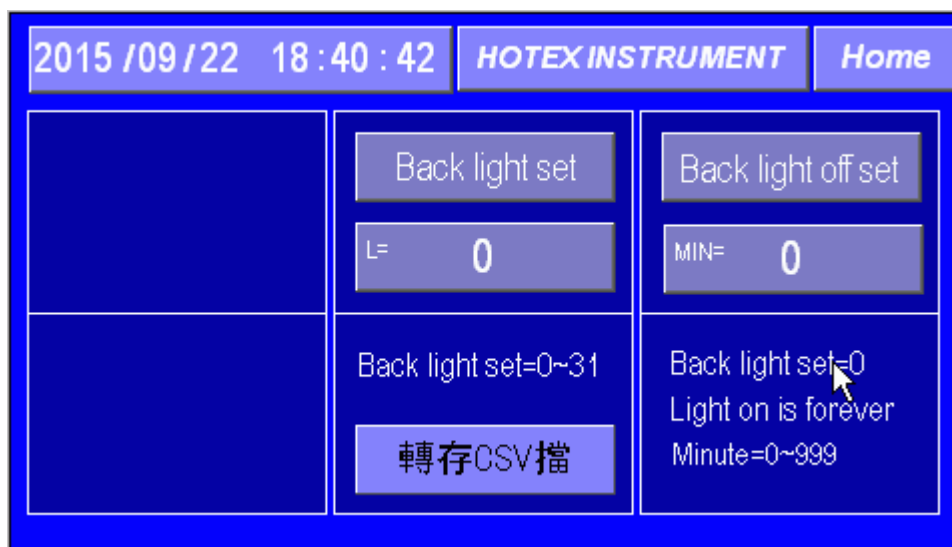 2015 /09 / 22 18 : 40 : 42
HOTEX INSTRUMENT
Home
Back light set
L= 0
Back light set=0~31
轉存CSV擋
Back light off set
MIN= 0
Back light set=0
Light on is forever
Minute=0~999